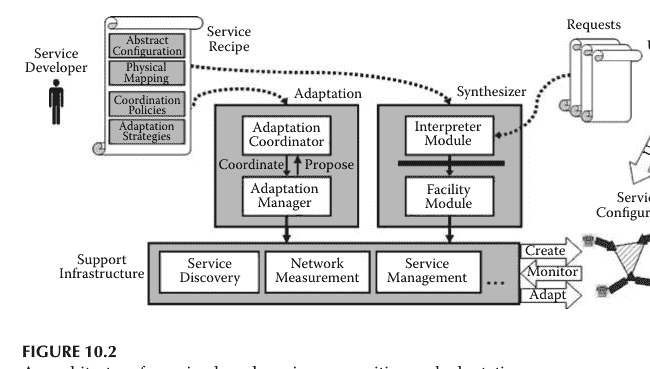 Requests
Service
Developer
Abstract
Configuration
Physical
Mapping
Coordination
Policies
Adaptation
Strategies
Service
Recipe
Adaptation
Synthesizer
Adaptation
Coordinator
Coordinate
Propose
Adaptation
Manager
Interpreter
Module
Facility
Module
Servic
Configur
Support
Infrastructure
Service
Discovery
Network
Measurement
Service
Management
...
Create
Monitor
Adapt
FIGURE 10.2